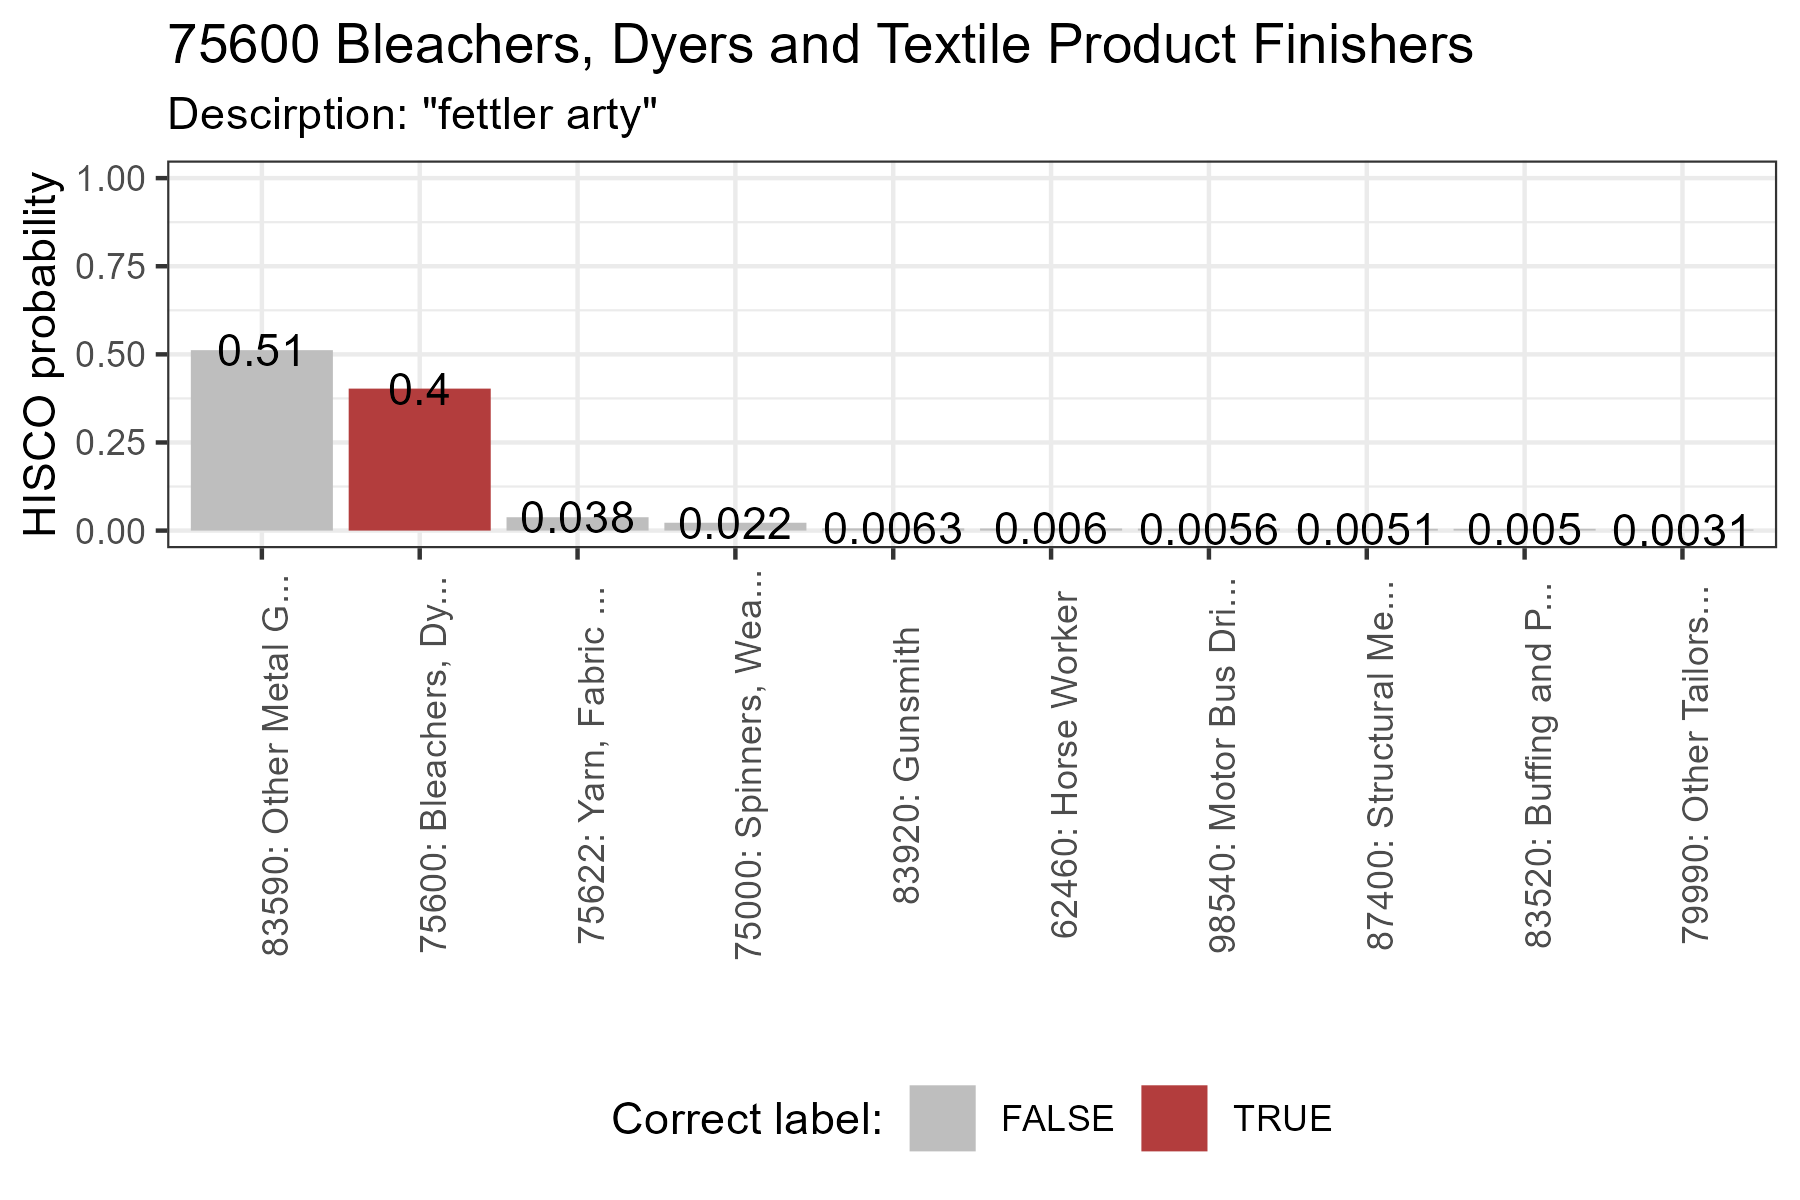 75600 Bleachers, Dyers and Textile Product Finishers
Descirption: "fettler arty"
HISCO probability
1.00
0.75
0.50
0.25
0.00
0.51
0.4
0.038
0.022
0.0063
0.006
0.0056
0.0051
0.005
0.0031
83590: Other Metal G...
75600: Bleachers, Dy...
75622: Yarn, Fabric ...
75000: Spinners, Wea...
83920: Gunsmith
62460: Horse Worker
98540: Motor Bus Dri...
87400: Structural Me...
83520: Buffing and P...
79990: Other Tailors...
Correct label: FALSE TRUE